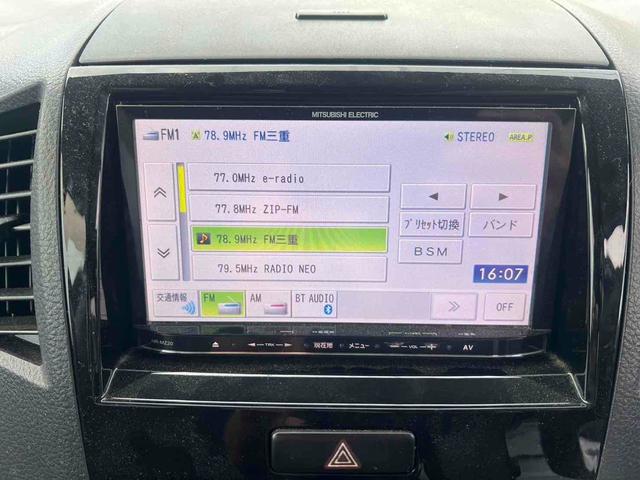 MITSUBISHI ELECTRIC
FM1 A 78.9MHz FM三重 STEREO AREA.P
77.0MHz e-radio
77.8MHz ZIP-FM
78.9MHz FM三重
79.5MHz RADIO NEO
プリセット切換 バンド
BSM
16:07
交通情報 FM AM BT AUDIO OFF
NR-MZ20
TRK 現在地 メニュー VOL AV